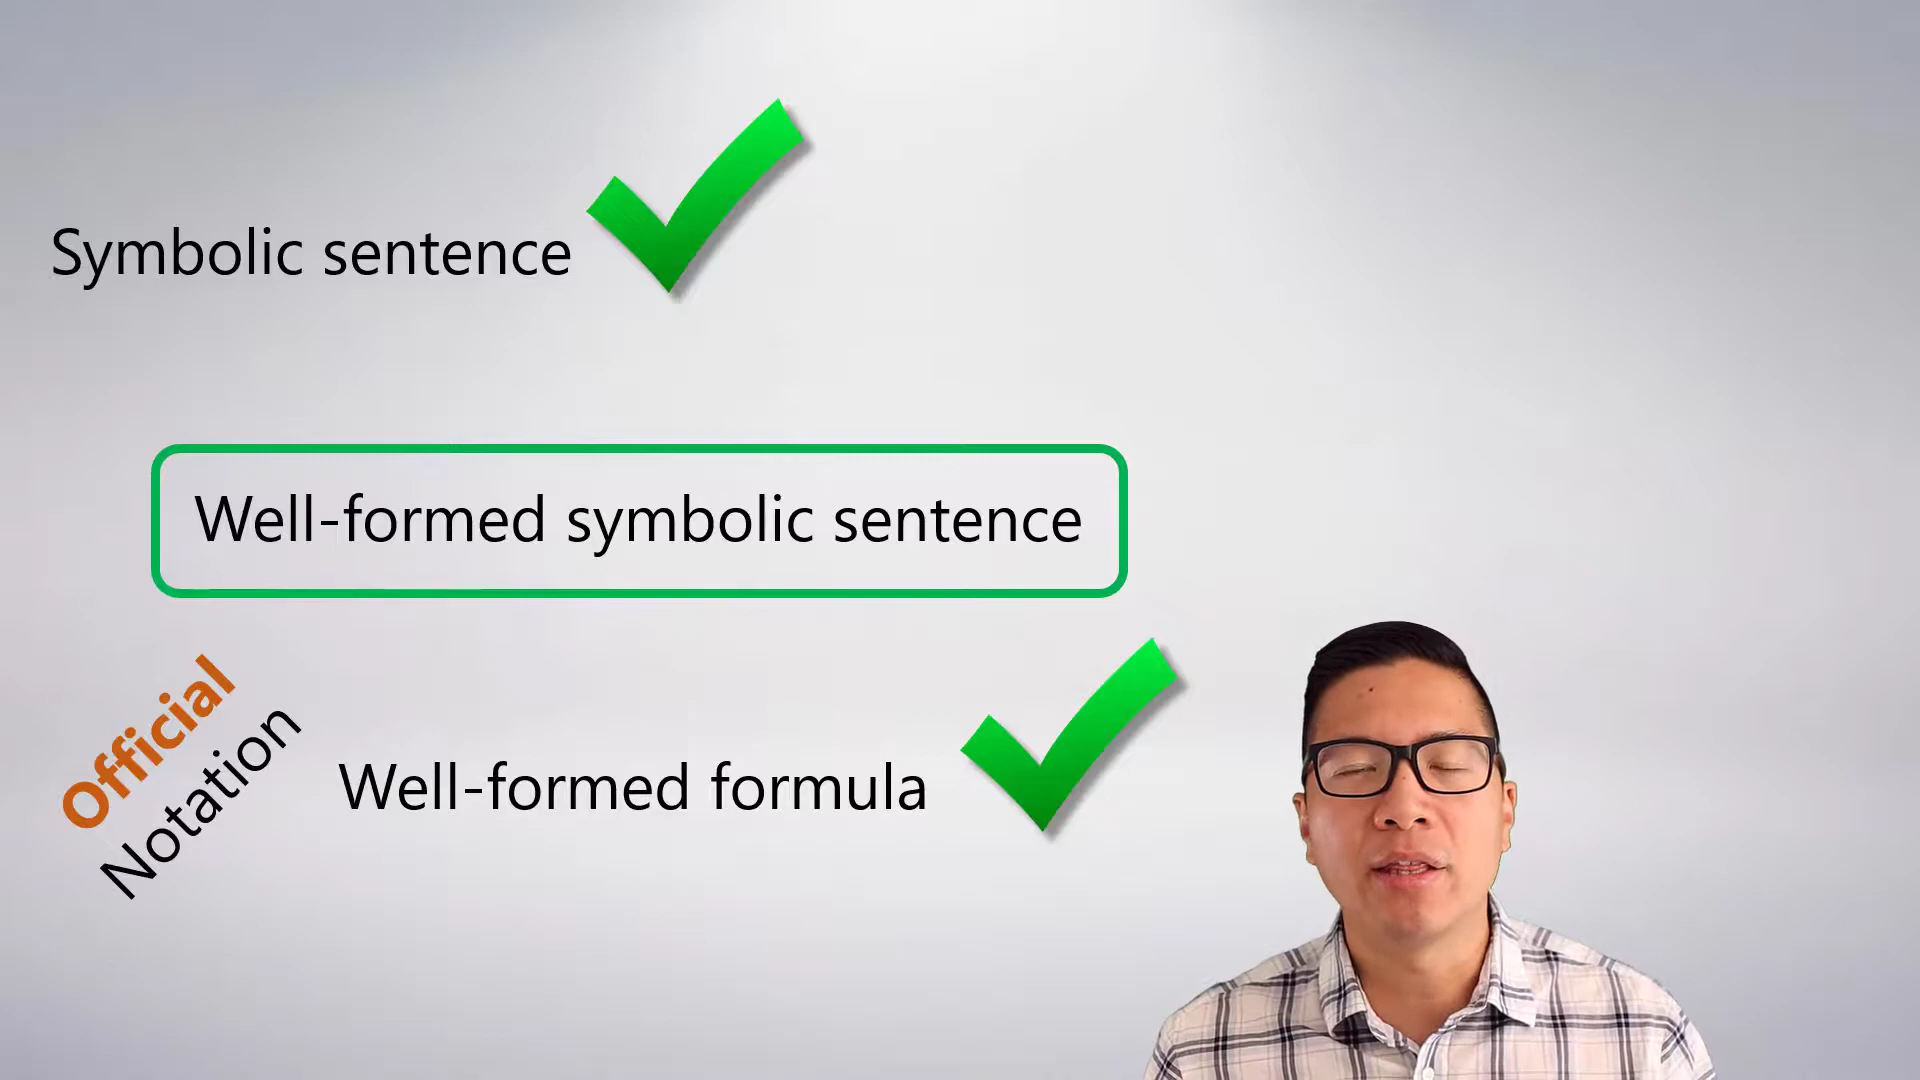 Symbolic sentence
Well-formed symbolic sentence
Official
Notation
Well-formed formula